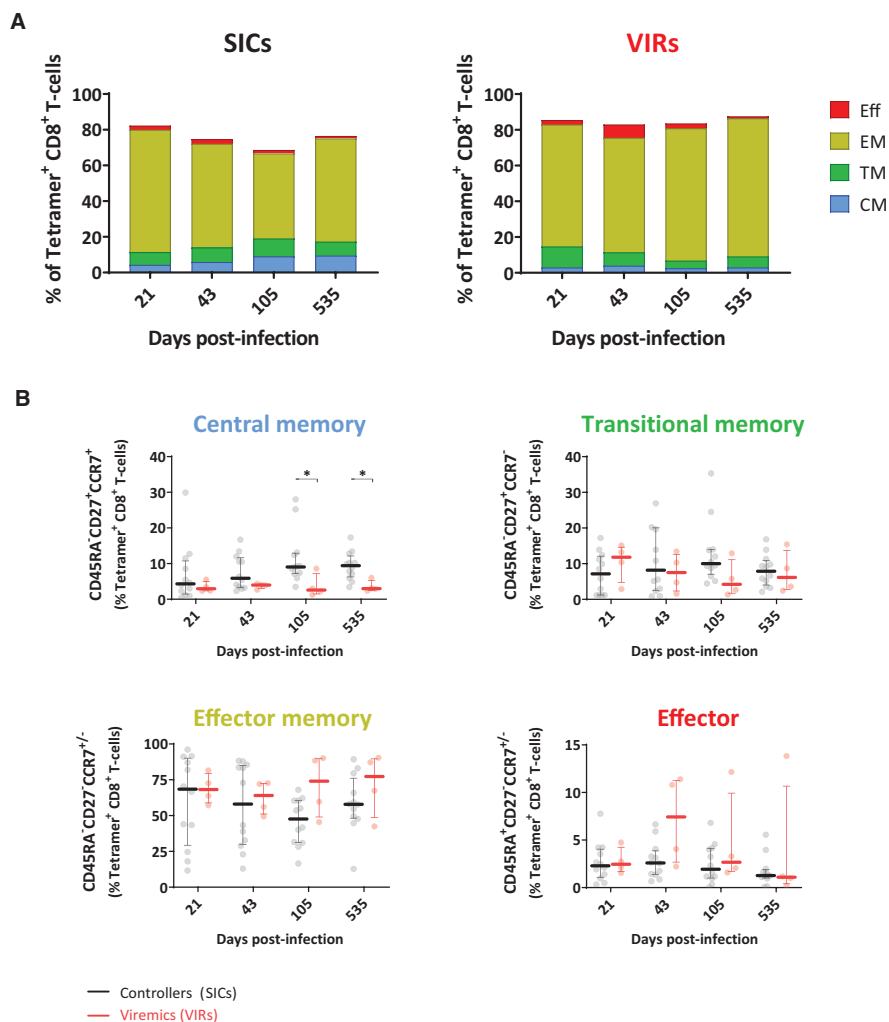 A
SICs
VIRs
% of Tetramer⁺ CD8⁺ T-cells
100
80
60
40
20
0
21
43
105
535
Days post-infection
% of Tetramer⁺ CD8⁺ T-cells
100
80
60
40
20
0
21
43
105
535
Days post-infection
Eff
EM
TM
CM
B
Central memory
CD45RA⁻CD27⁺CCR7⁺
(% Tetramer⁺ CD8⁺ T-cells)
40
30
20
10
0
*
*
21
43
105
535
Days post-infection
Transitional memory
CD45RA⁻CD27⁺CCR7⁻
(% Tetramer⁺ CD8⁺ T-cells)
40
30
20
10
0
21
43
105
535
Days post-infection
Effector memory
CD45RA⁻CD27⁻CCR7⁺/⁻
(% Tetramer⁺ CD8⁺ T-cells)
100
75
50
25
0
21
43
105
535
Days post-infection
Effector
CD45RA⁺CD27⁻CCR7⁺/⁻
(% Tetramer⁺ CD8⁺ T-cells)
15
10
5
0
21
43
105
535
Days post-infection
Controllers (SICs)
Viremics (VIRs)